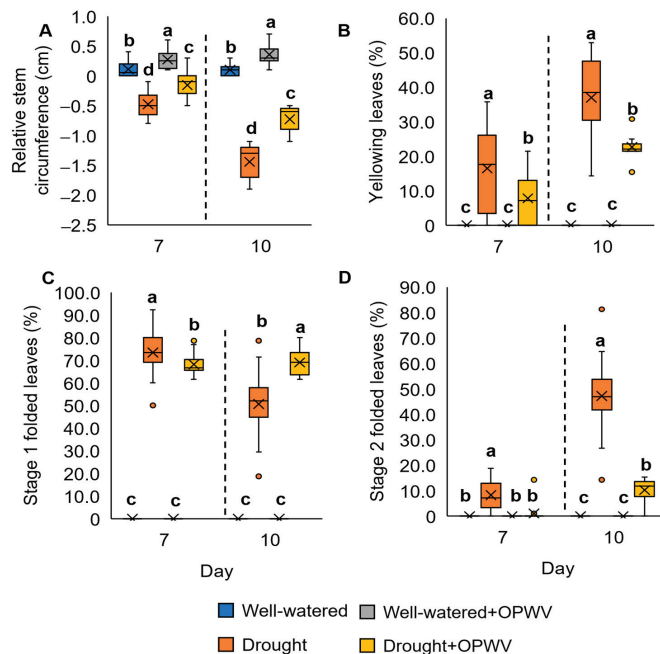 A
Relative stem
circumference (cm)
1.0
0.5
0
–0.5
–1.0
–1.5
–2.0
–2.5
b
d
a
c
b
d
a
c
7
10
B
Yellowing leaves (%)
60.0
50.0
40.0
30.0
20.0
10.0
0
c
a
c
b
c
a
c
b
7
10
C
Stage 1 folded leaves (%)
100.0
90.0
80.0
70.0
60.0
50.0
40.0
30.0
20.0
10.0
0
c
a
c
b
c
b
c
a
7
10
Day
D
Stage 2 folded leaves (%)
90.0
80.0
70.0
60.0
50.0
40.0
30.0
20.0
10.0
0
b
a
b
b
c
a
c
b
7
10
Day
Well-watered
Well-watered+OPWV
Drought
Drought+OPWV